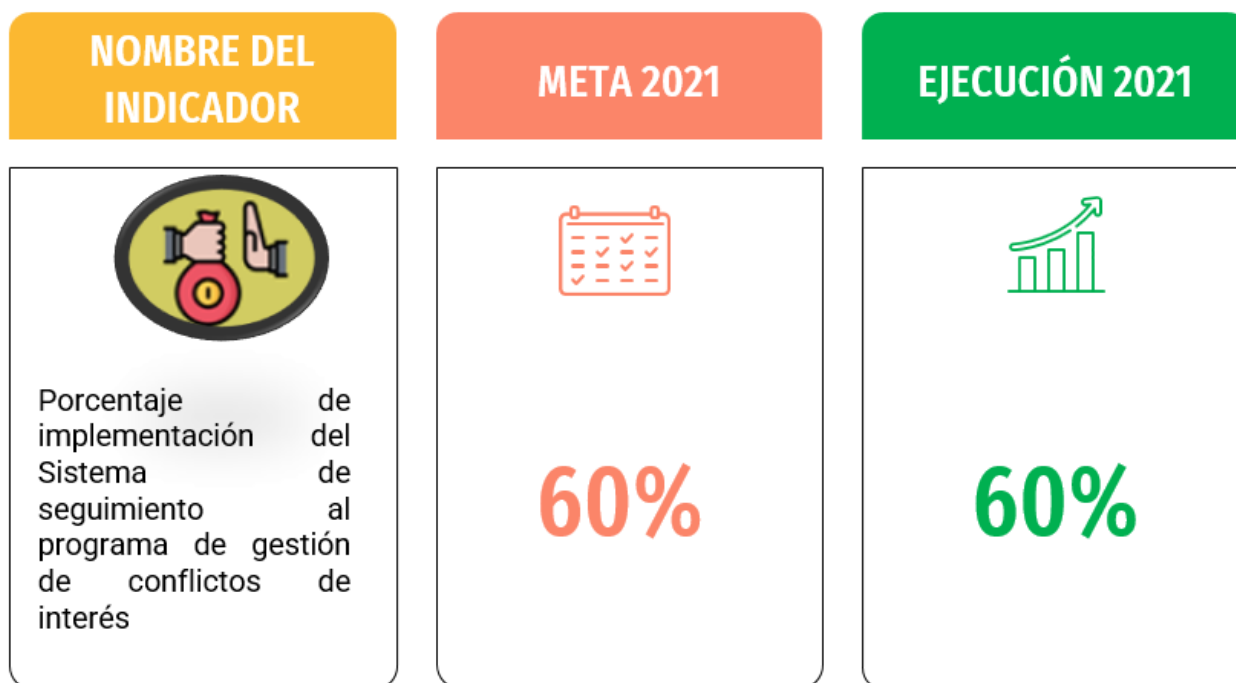 NOMBRE DEL
INDICADOR
META 2021
EJECUCIÓN 2021
Porcentaje de
implementación del
Sistema de
seguimiento al
programa de gestión
de conflictos de
interés
60%
60%